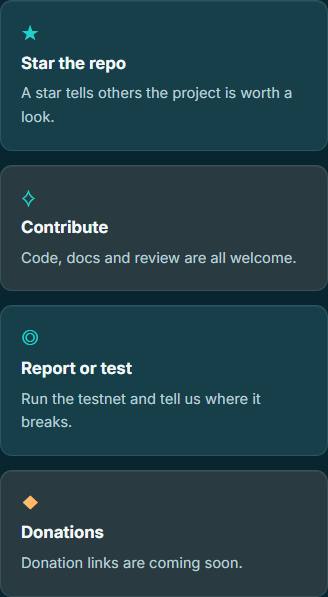 Star the repo
A star tells others the project is worth a
look.
Contribute
Code, docs and review are all welcome.
Report or test
Run the testnet and tell us where it
breaks.
Donations
Donation links are coming soon.